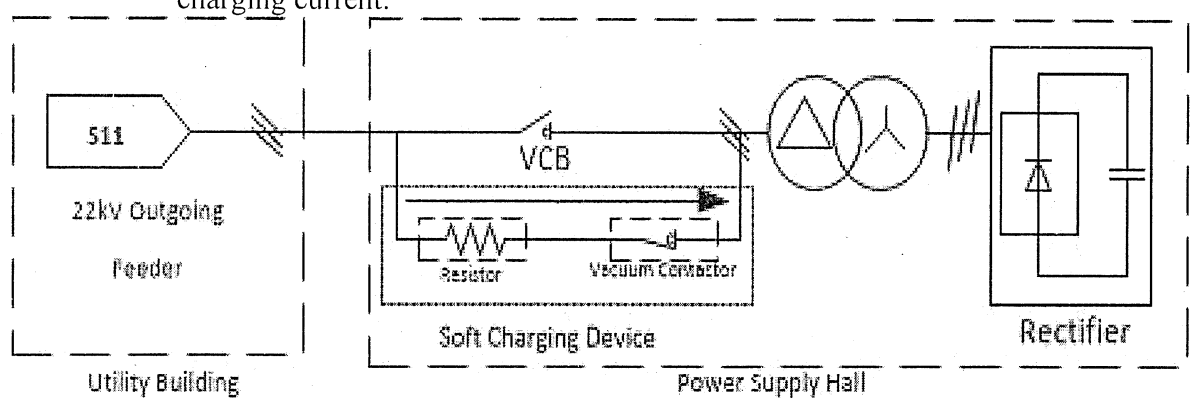 charging current.
511
VCB
22kV Outgoing
Feeder
Resistor
Vacuum Contactor
Soft Charging Device
Rectifier
Utility Building
Power Supply Hall